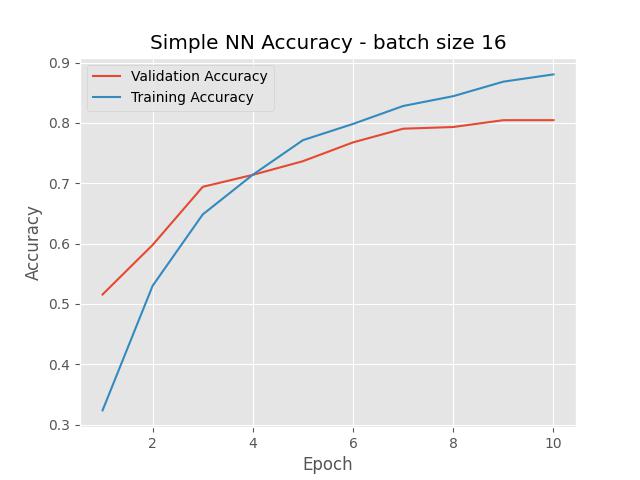 Simple NN Accuracy - batch size 16
Validation Accuracy
Training Accuracy
Accuracy
0.9
0.8
0.7
0.6
0.5
0.4
0.3
2 4 6 8 10
Epoch